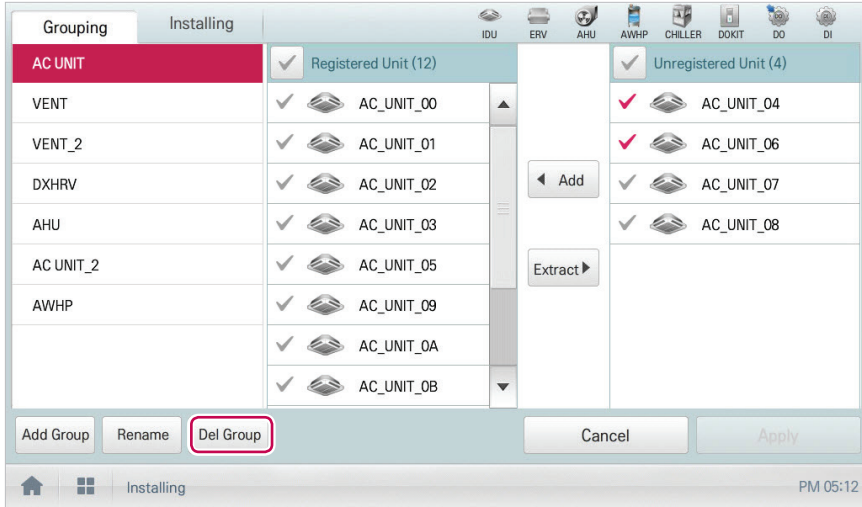 Grouping
Installing
IDU
ERV
AHU
AWHP
CHILLER
DOKIT
DO
DI
AC UNIT
VENT
VENT_2
DXHRV
AHU
AC UNIT_2
AWHP
Registered Unit (12)
AC_UNIT_00
AC_UNIT_01
AC_UNIT_02
AC_UNIT_03
AC_UNIT_05
AC_UNIT_09
AC_UNIT_0A
AC_UNIT_0B
Add
Extract
Unregistered Unit (4)
AC_UNIT_04
AC_UNIT_06
AC_UNIT_07
AC_UNIT_08
Add Group
Rename
Del Group
Cancel
Apply
Installing
PM 05:12